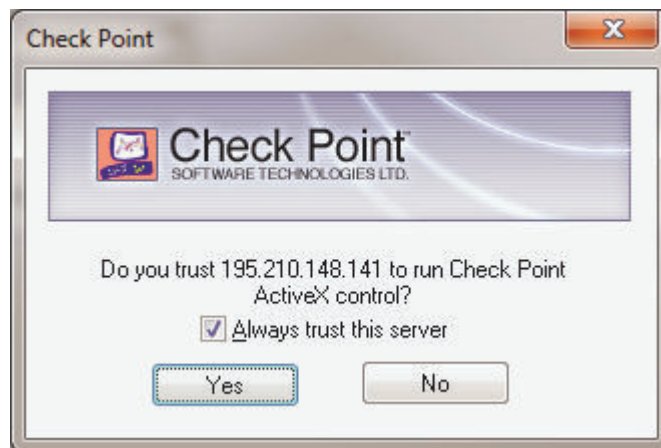 Check Point
Check Point™
SOFTWARE TECHNOLOGIES LTD.
Do you trust 195.210.148.141 to run Check Point
ActiveX control?
Always trust this server
Yes
No